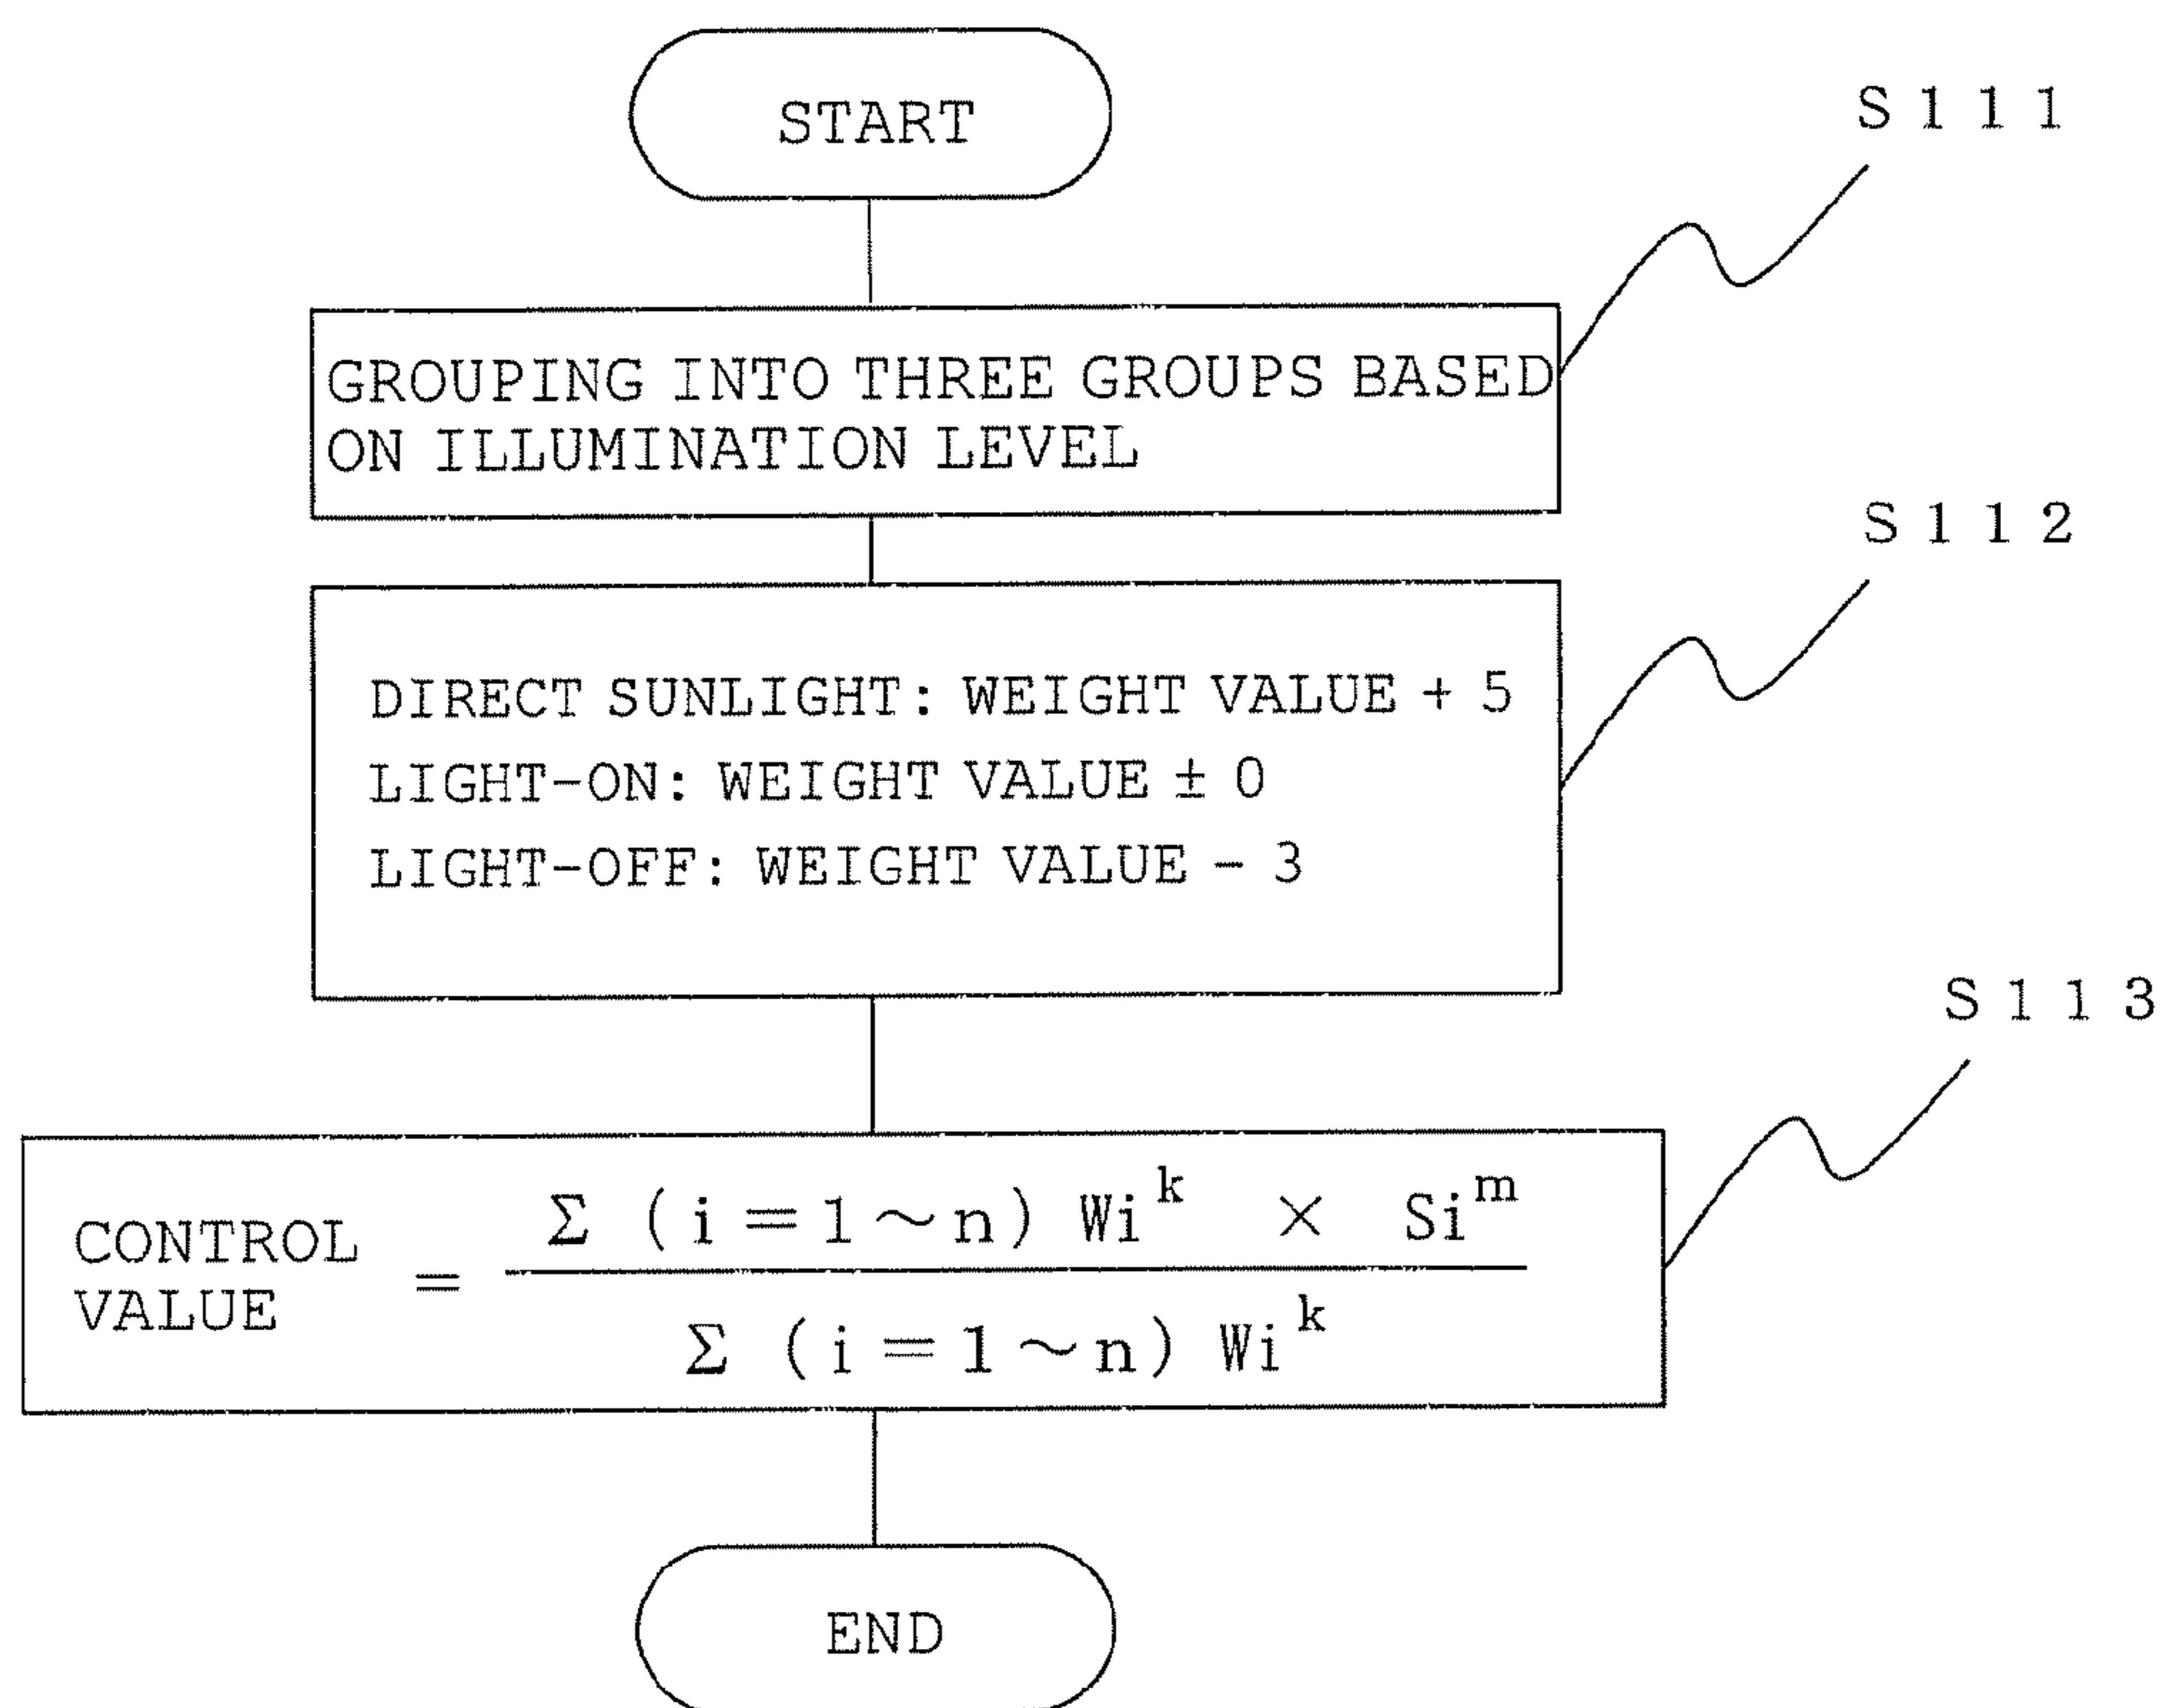 START
S111
GROUPING INTO THREE GROUPS BASED
ON ILLUMINATION LEVEL
S112
DIRECT SUNLIGHT: WEIGHT VALUE + 5
LIGHT-ON: WEIGHT VALUE ± 0
LIGHT-OFF: WEIGHT VALUE - 3
S113
CONTROL
VALUE
=
Σ (i=1~n) Wi^k × Si^m
Σ (i=1~n) Wi^k
END